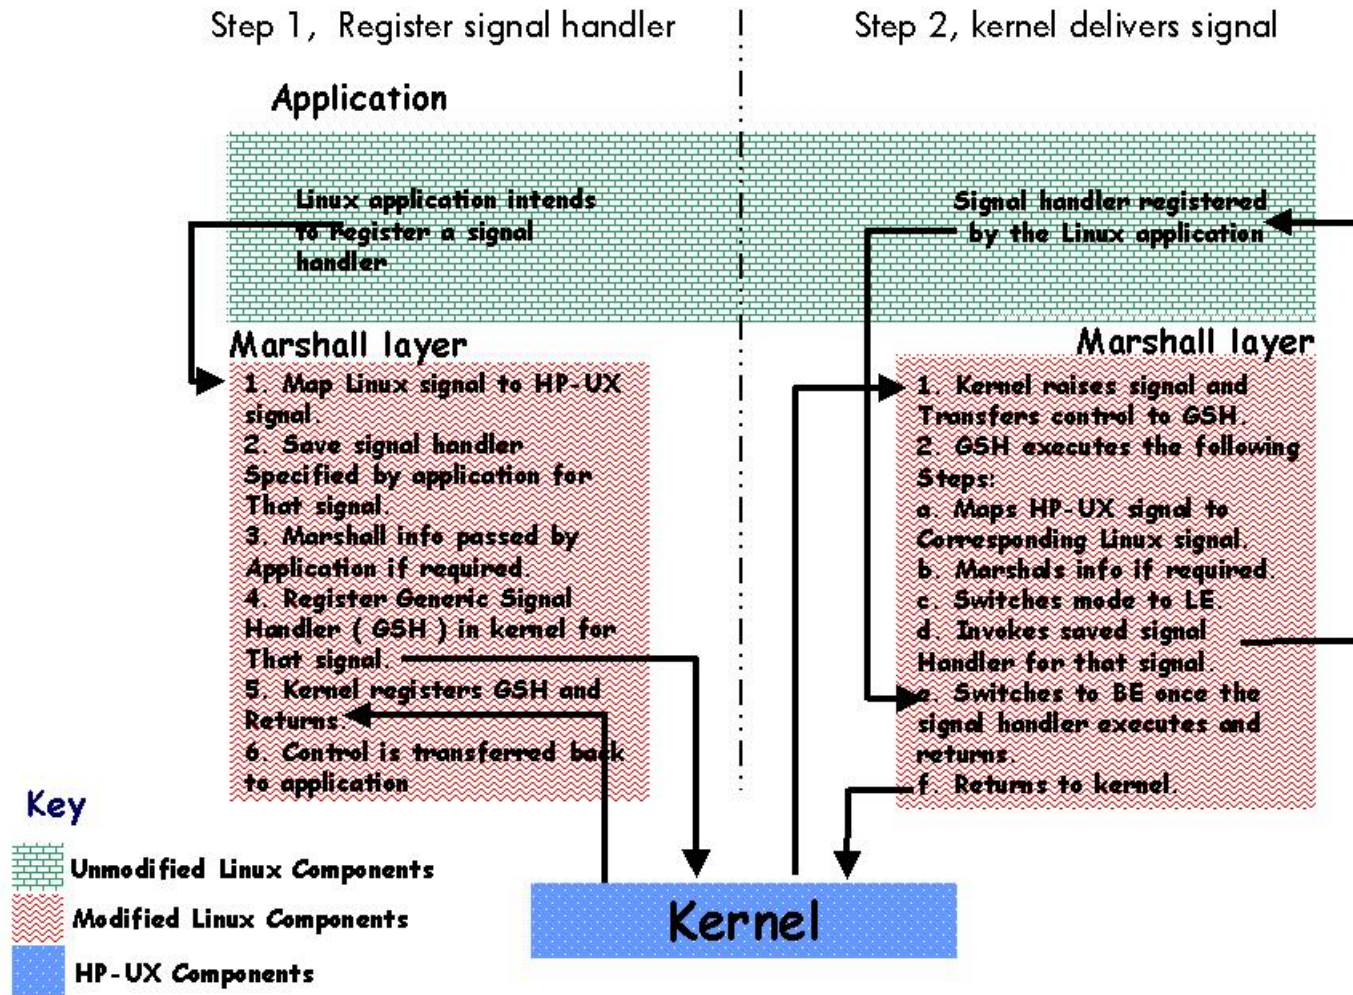 Step 1, Register signal handler
Step 2, kernel delivers signal
Application
Linux application intends
to register a signal
handler
Signal handler registered
by the Linux application
Marshall layer
1. Map Linux signal to HP-UX
signal.
2. Save signal handler
Specified by application for
That signal.
3. Marshall info passed by
Application if required.
4. Register Generic Signal
Handler ( GSH ) in kernel for
That signal.
5. Kernel registers GSH and
Returns.
6. Control is transferred back
to application
Marshall layer
1. Kernel raises signal and
Transfers control to GSH.
2. GSH executes the following
Steps:
a. Maps HP-UX signal to
Corresponding Linux signal.
b. Marshals info if required.
c. Switches mode to LE.
d. Invokes saved signal
Handler for that signal.
e. Switches to BE once the
signal handler executes and
returns.
f. Returns to kernel.
Key
Unmodified Linux Components
Modified Linux Components
HP-UX Components
Kernel